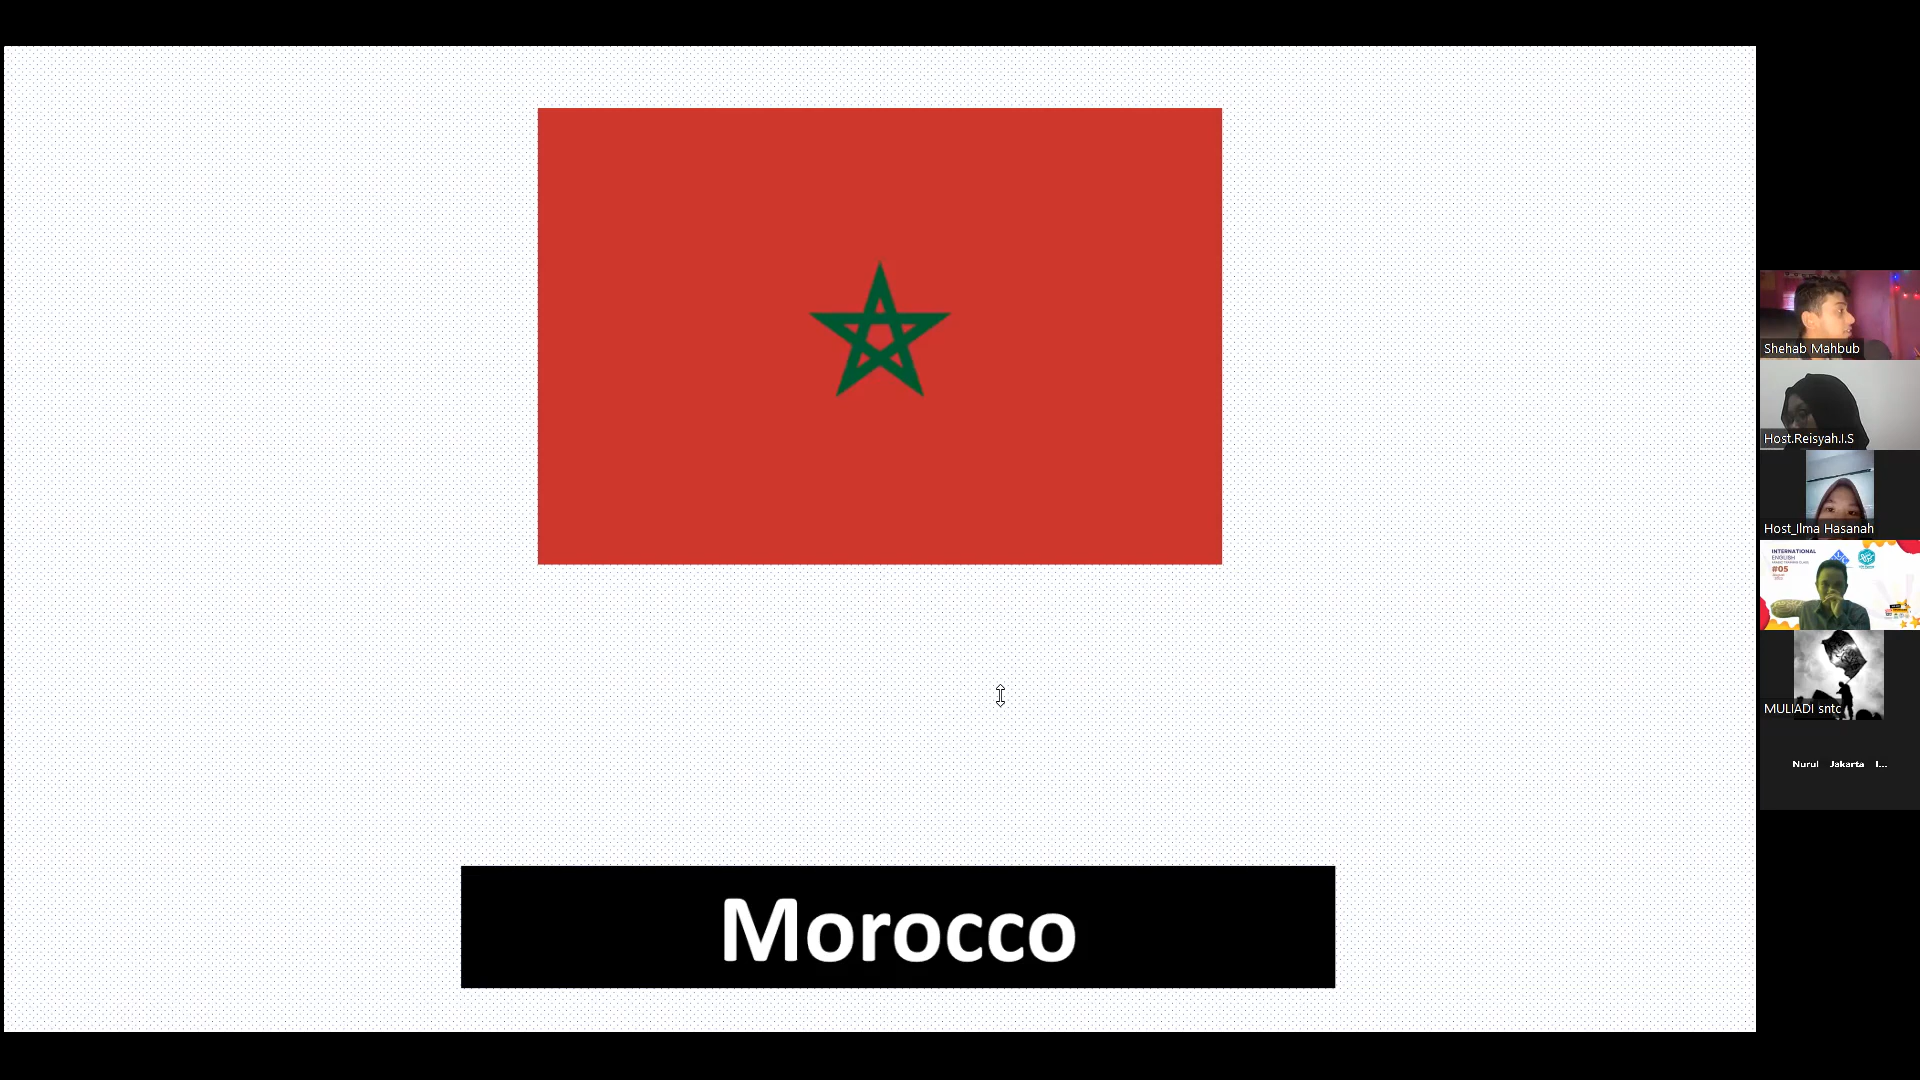 Morocco
Shehab Mahbub
Host.Reisyah.I.S
Host_Ilma Hasanah
INTERNATIONAL
ENGLISH
#05
MULIADI sntc
Nurul Jakarta I...